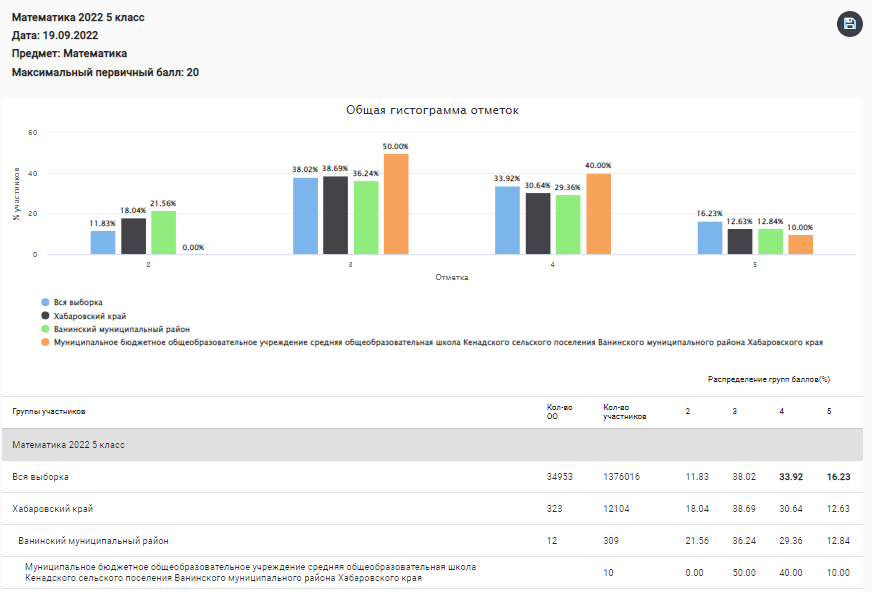 Математика 2022 5 класс
Дата: 19.09.2022
Предмет: Математика
Максимальный первичный балл: 20
Общая гистограмма отметок
% участников
60
40
20
0
11.83% 18.04% 21.56% 0.00%
38.02% 38.69% 36.24% 50.00%
33.92% 30.64% 29.36% 40.00%
16.23% 12.63% 12.84% 10.00%
2 3 4 5
Отметка
Вся выборка
Хабаровский край
Ванинский муниципальный район
Муниципальное бюджетное общеобразовательное учреждение средняя общеобразовательная школа Кенадского сельского поселения Ванинского муниципального района Хабаровского края
Распределение групп баллов(%)
Группы участников Кол-во ОО Кол-во участников 2 3 4 5
Математика 2022 5 класс
Вся выборка 34953 1376016 11.83 38.02 33.92 16.23
Хабаровский край 323 12104 18.04 38.69 30.64 12.63
Ванинский муниципальный район 12 309 21.56 36.24 29.36 12.84
Муниципальное бюджетное общеобразовательное учреждение средняя общеобразовательная школа
Кенадского сельского поселения Ванинского муниципального района Хабаровского края 10 0.00 50.00 40.00 10.00